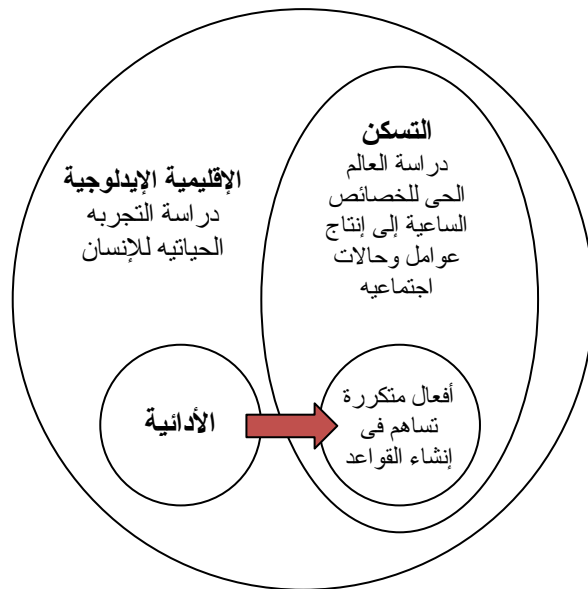 التسكن
دراسة العالم
الحى للخصائص
الساعية إلى إنتاج
عوامل وحالات
اجتماعيه
الإقليمية الإيدلوجية
دراسة التجربه
الحياتيه للإنسان
أفعال متكررة
تساهم فى
إنشاء القواعد
الأدائية